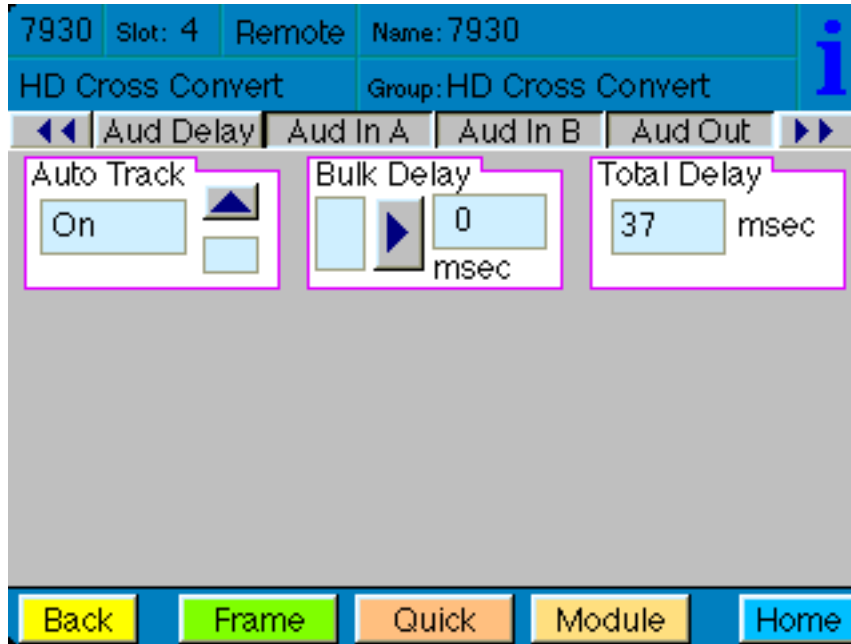 7930 Slot: 4 Remote Name: 7930 i
HD Cross Convert Group: HD Cross Convert
Aud Delay Aud In A Aud In B Aud Out
Auto Track Bulk Delay Total Delay
On 0 37 msec
msec
Back Frame Quick Module Home